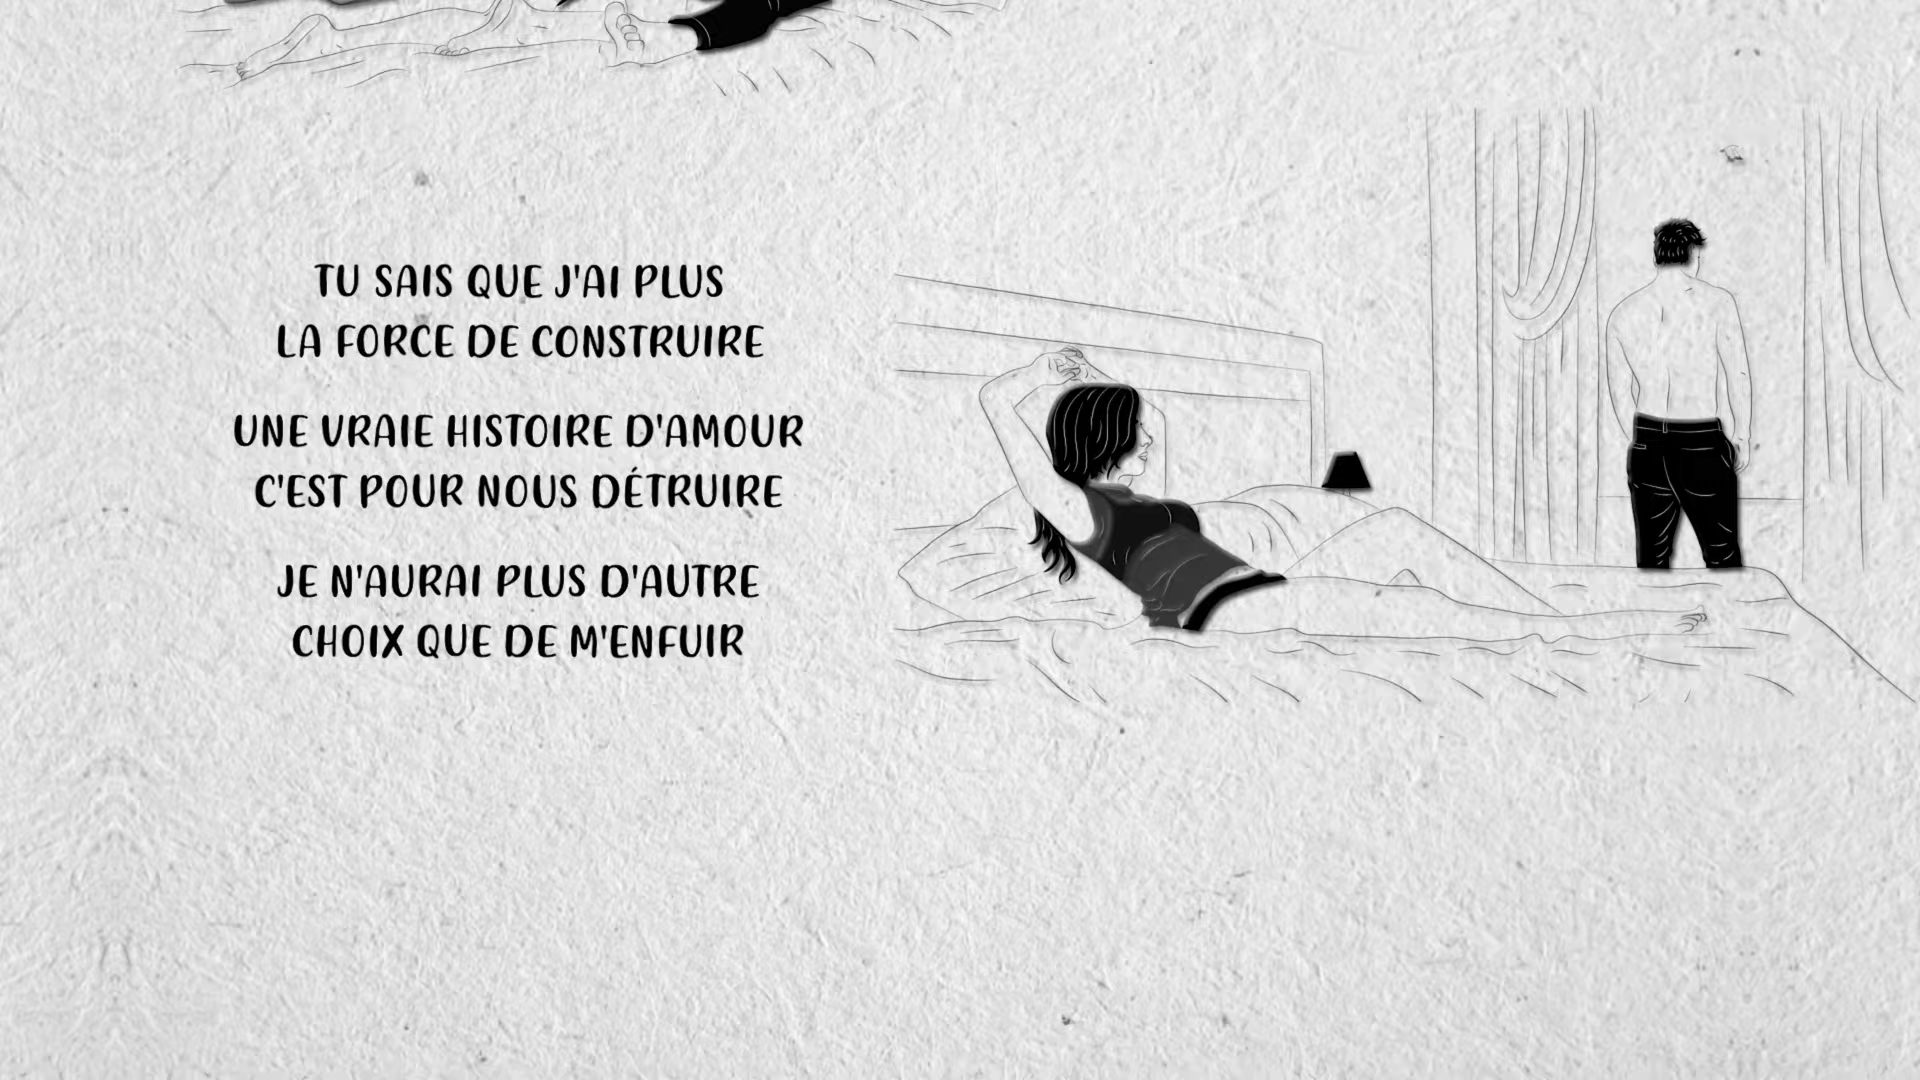 TU SAIS QUE J'AI PLUS
LA FORCE DE CONSTRUIRE
UNE VRAIE HISTOIRE D'AMOUR
C'EST POUR NOUS DÉTRUIRE
JE N'AURAI PLUS D'AUTRE
CHOIX QUE DE M'ENFUIR